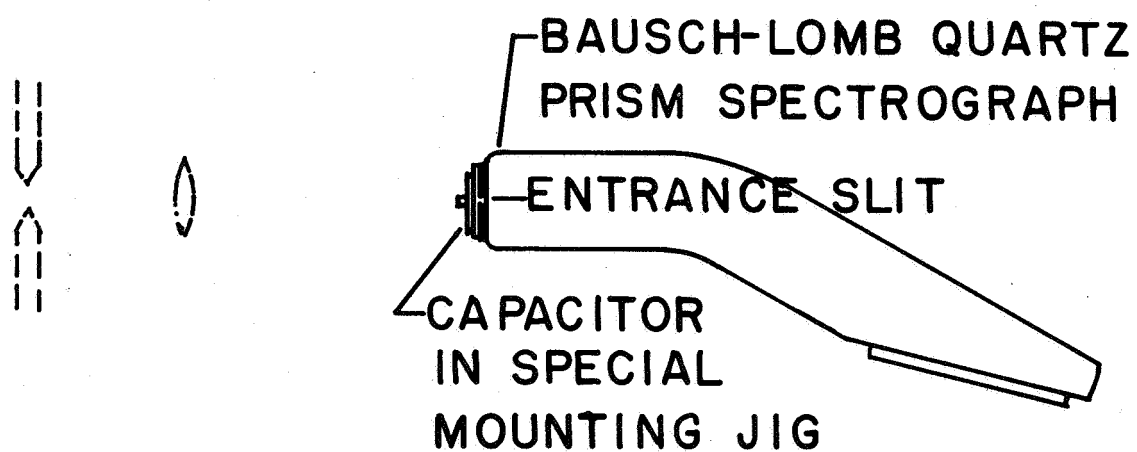 BAUSCH-LOMB QUARTZ
PRISM SPECTROGRAPH
ENTRANCE SLIT
CAPACITOR
IN SPECIAL
MOUNTING JIG